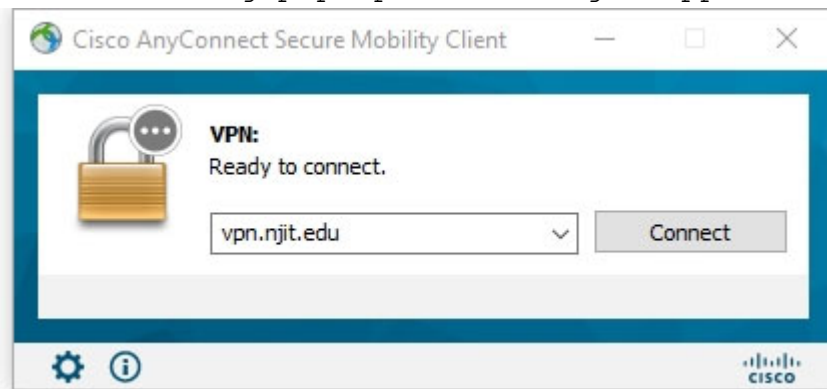 Cisco AnyConnect Secure Mobility Client
VPN:
Ready to connect.
vpn.njit.edu
Connect
CISCO